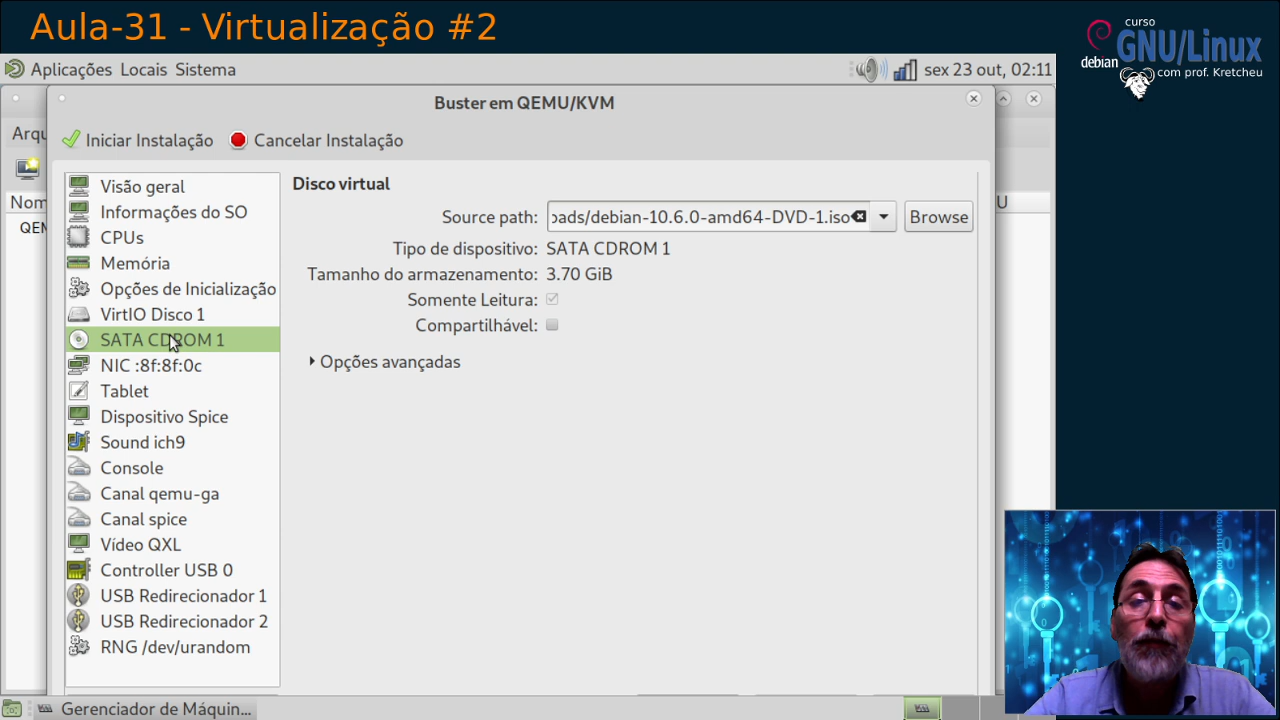 Aula-31 - Virtualização #2
curso
GNU/Linux
debian
com prof. Kretcheu
Aplicações Locais Sistema
sex 23 out, 02:11
Buster em QEMU/KVM
Arqu
Iniciar Instalação
Cancelar Instalação
Nom
U
QEM
Visão geral
Informações do SO
CPUs
Memória
Opções de Inicialização
VirtIO Disco 1
SATA CDROM 1
NIC :8f:8f:0c
Tablet
Dispositivo Spice
Sound ich9
Console
Canal qemu-ga
Canal spice
Vídeo QXL
Controller USB 0
USB Redirecionador 1
USB Redirecionador 2
RNG /dev/urandom
Disco virtual
Source path: oads/debian-10.6.0-amd64-DVD-1.iso Browse
Tipo de dispositivo: SATA CDROM 1
Tamanho do armazenamento: 3.70 GiB
Somente Leitura:
Compartilhável:
Opções avançadas
Gerenciador de Máquin...